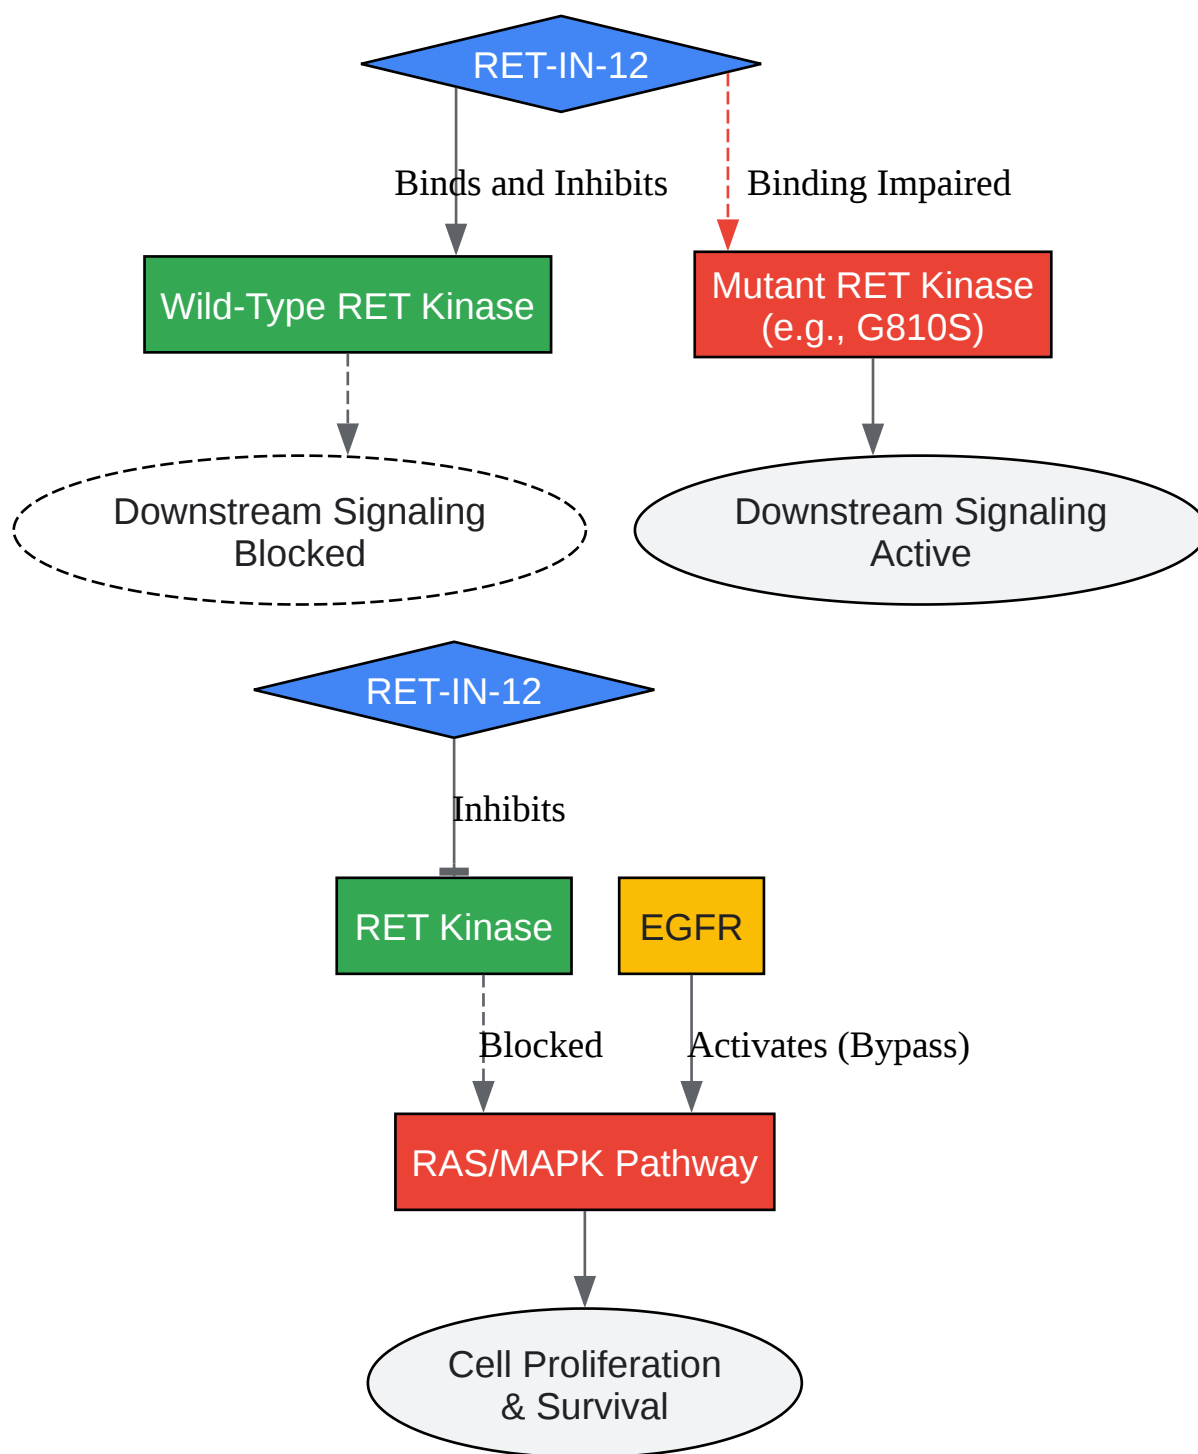 RET-IN-12
Binds and Inhibits
Binding Impaired
Wild-Type RET Kinase
Mutant RET Kinase
(e.g., G810S)
Downstream Signaling
Blocked
Downstream Signaling
Active
RET-IN-12
Inhibits
RET Kinase
EGFR
Blocked
Activates (Bypass)
RAS/MAPK Pathway
Cell Proliferation
& Survival